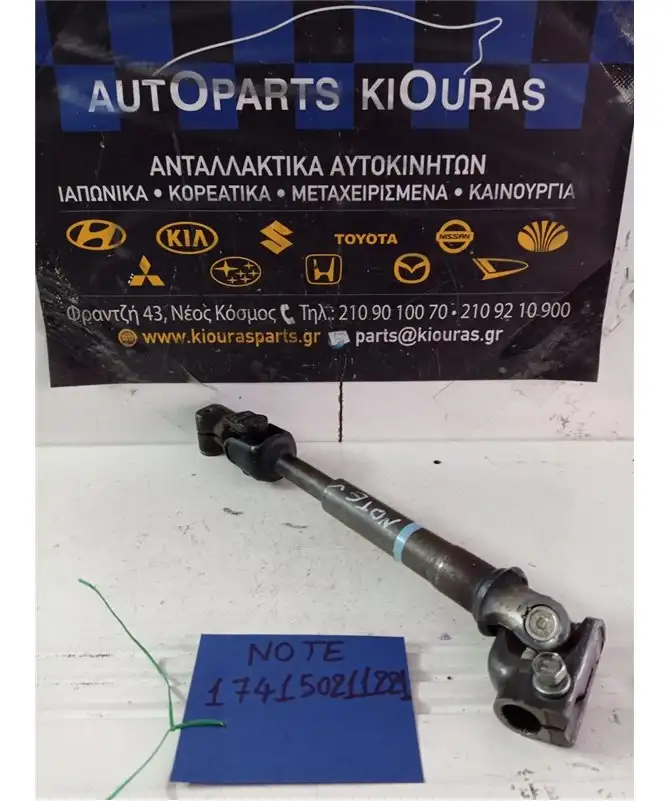 AUTOPARTS KIOURAS
ΑΝΤΑΛΛΑΚΤΙΚΑ ΑΥΤΟΚΙΝΗΤΩΝ
ΙΑΠΩΝΙΚΑ • ΚΟΡΕΑΤΙΚΑ • ΜΕΤΑΧΕΙΡΙΣΜΕΝΑ • ΚΑΙΝΟΥΡΓΙΑ
KIA TOYOTA NISSAN
Φραντζή 43, Νέος Κόσμος Τηλ.: 210 90 100 70 • 210 92 10 900
www.kiourasparts.gr parts@kiouras.gr
NOTE
NOTE